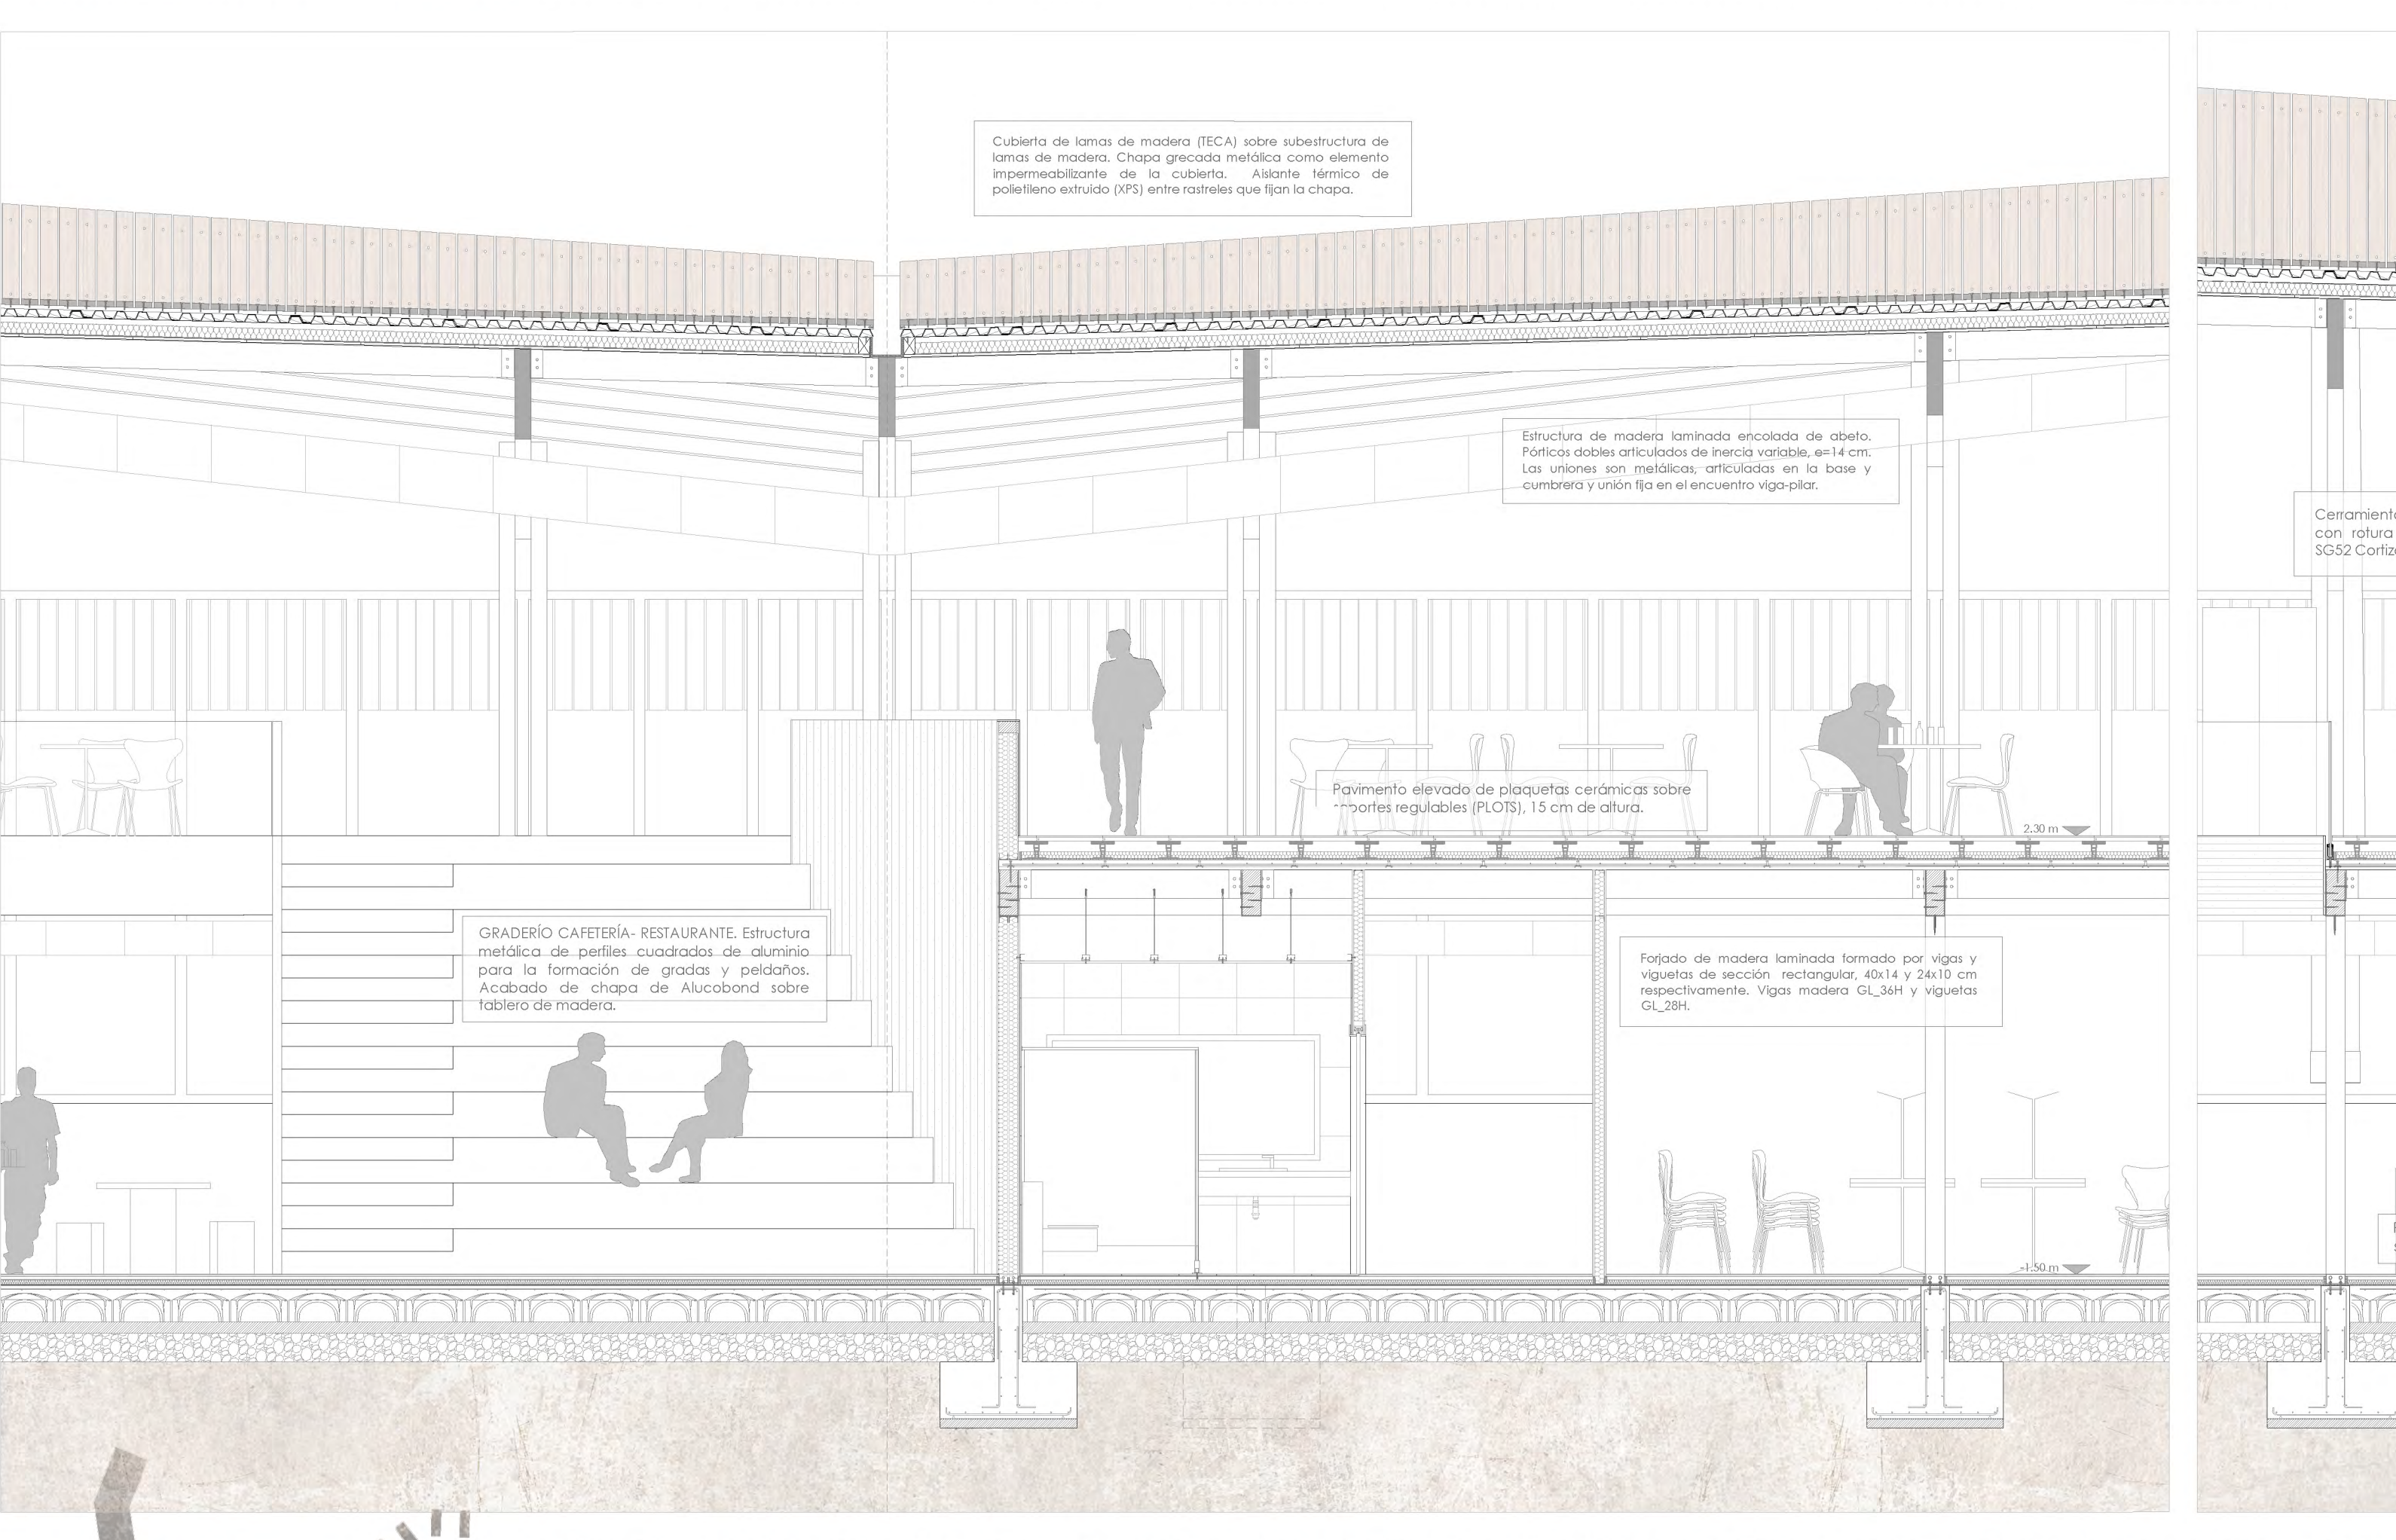 Cubierta de lamas de madera (TECA) sobre subestructura de
lamas de madera. Chapa grecada metálica como elemento
impermeabilizante de la cubierta. Aislante térmico de
polietileno extruido (XPS) entre rastreles que fijan la chapa.
Estructura de madera laminada encolada de abeto.
Pórticos dobles articulados de inercia variable, e=14 cm.
Las uniones son metálicas, articuladas en la base y
cumbrera y unión fija en el encuentro viga-pilar.
Cerramiento
con rotura
SG52 Cortiz
Pavimento elevado de plaquetas cerámicas sobre
portes regulables (PLOTS), 15 cm de altura.
2.30 m
GRADERÍO CAFETERÍA- RESTAURANTE. Estructura
metálica de perfiles cuadrados de aluminio
para la formación de gradas y peldaños.
Acabado de chapa de Alucobond sobre
tablero de madera.
Forjado de madera laminada formado por vigas y
viguetas de sección rectangular, 40x14 y 24x10 cm
respectivamente. Vigas madera GL_36H y viguetas
GL_28H.
-1.50 m